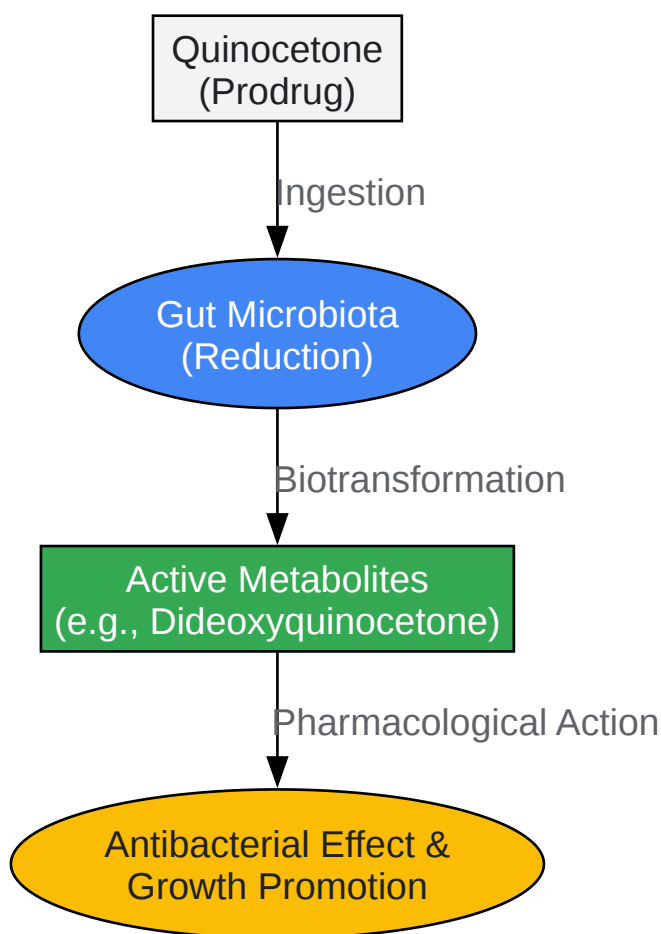 Quinocetone
(Prodrug)
Ingestion
Gut Microbiota
(Reduction)
Biotransformation
Active Metabolites
(e.g., Dideoxyquinocetone)
Pharmacological Action
Antibacterial Effect &
Growth Promotion